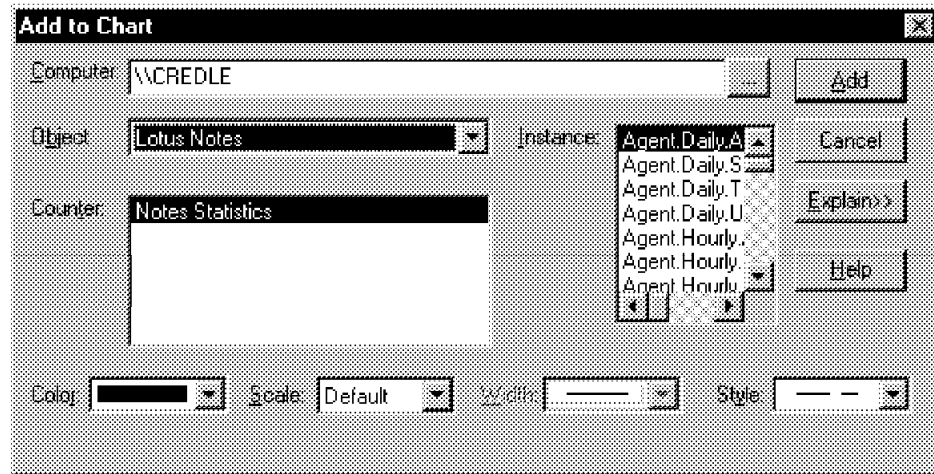 Add to Chart
Computer \\CREDLE ... Add
Object Lotus Notes Instance: Agent.Daily.A Cancel
Agent.Daily.S
Agent.Daily.T
Counter: Notes Statistics Agent.Daily.U Explain>>
Agent.Hourly.
Agent.Hourly. Help
Agent.Hourly.
Color Scale: Default Width: Style: